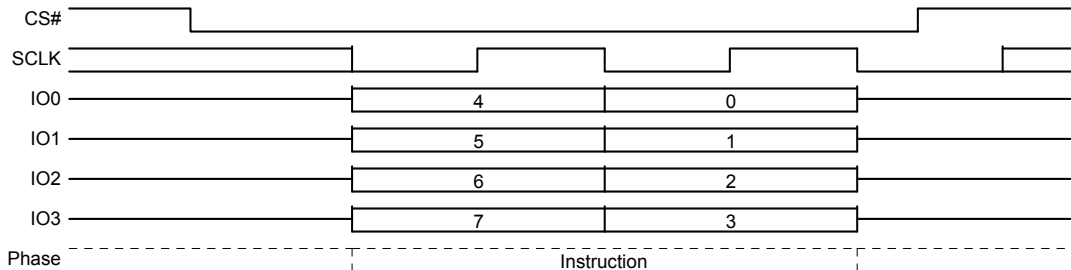 CS#
SCLK
IO0 4 0
IO1 5 1
IO2 6 2
IO3 7 3
Phase Instruction